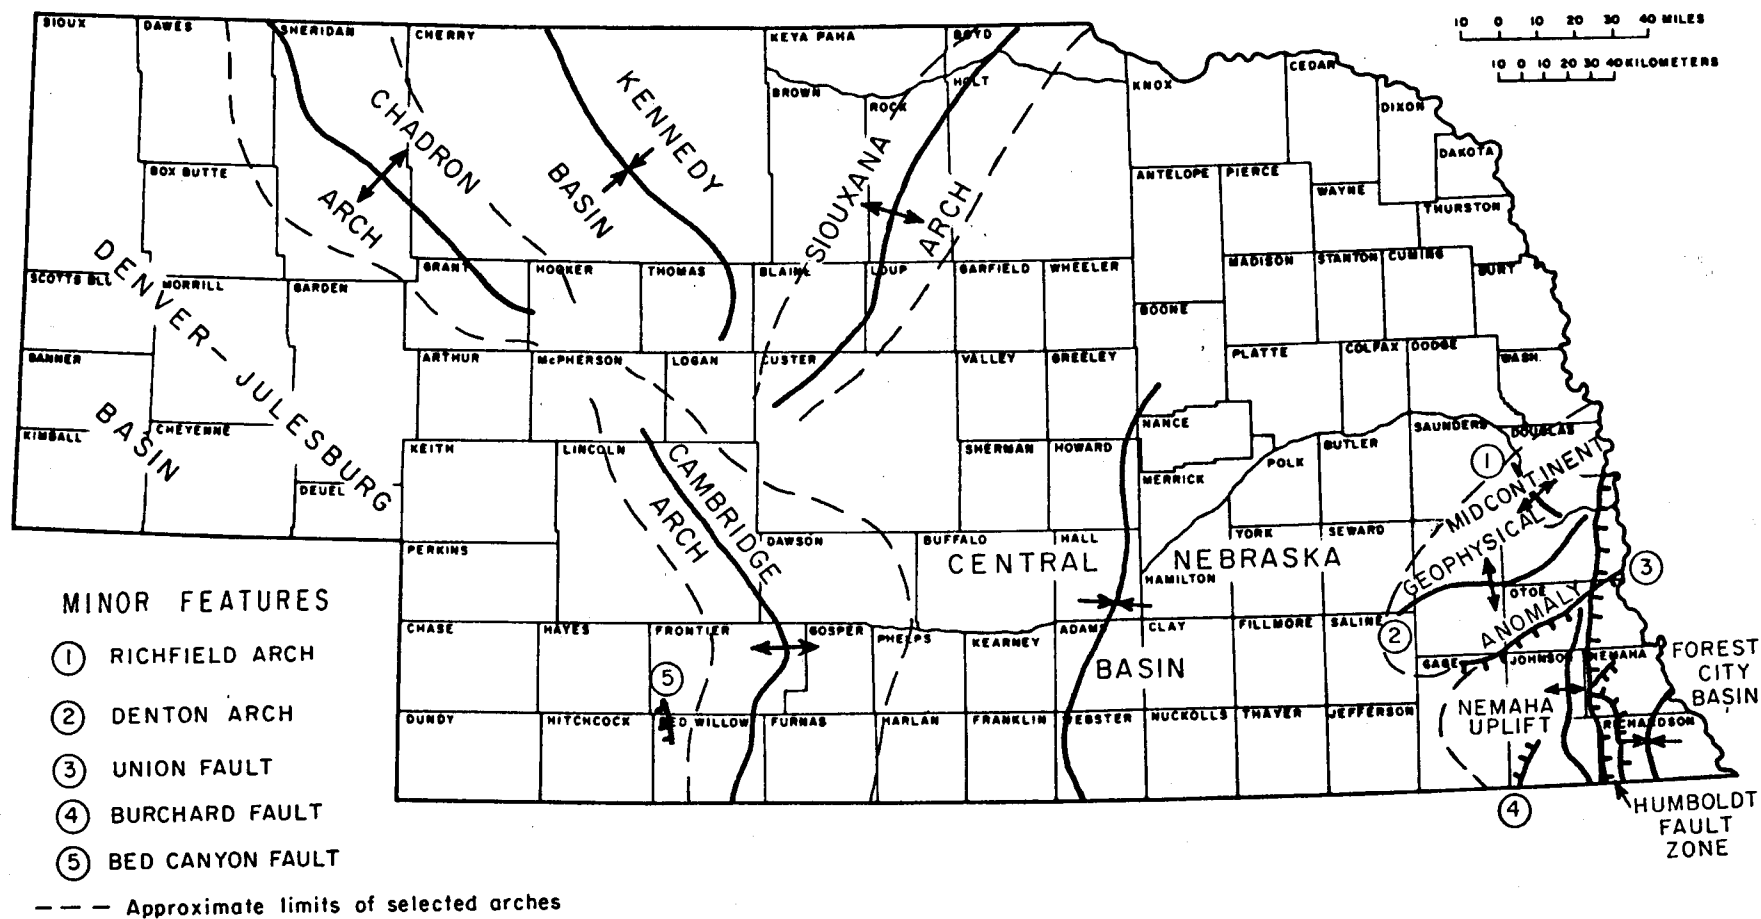 10 0 10 20 30 40 MILES
10 0 10 20 30 40 KILOMETERS
SIOUX
DAWES
SHERIDAN
CHERRY
KEYA PAHA
BOYD
HOLT
BROWN
ROCK
KNOX
CEDAR
DIXON
DAKOTA
BOX BUTTE
ANTELOPE
PIERCE
WAYNE
THURSTON
CHADRON
ARCH
KENNEDY
BASIN
SIOUXANA
ARCH
SCOTTS BLL
MORRILL
GARDEN
GRANT
HOOKER
THOMAS
BLAINE
LOUP
GARFIELD
WHEELER
MADISON
STANTON
CUMING
BURT
BOONE
DENVER-JULESBURG
BASIN
BANNER
ARTHUR
McPHERSON
LOGAN
CUSTER
VALLEY
GREELEY
PLATTE
COLFAX
DODGE
WASH.
KIMBALL
CHEYENNE
DEUEL
KEITH
LINCOLN
SHERMAN
HOWARD
NANCE
MERRICK
POLK
BUTLER
SAUNDERS
DOUGLAS
CAMBRIDGE
ARCH
1
MIDCONTINENT
GEOPHYSICAL
ANOMALY
PERKINS
DAWSON
BUFFALO
HALL
HAMILTON
YORK
SEWARD
CENTRAL NEBRASKA
BASIN
OTOE
3
2
CHASE
HAYES
FRONTIER
GOSPER
PHELPS
KEARNEY
ADAMS
CLAY
FILLMORE
SALINE
GAGE
JOHNSON
NEMAHA
FOREST
CITY
BASIN
5
DUNDY
HITCHCOCK
RED WILLOW
FURNAS
HARLAN
FRANKLIN
WEBSTER
NUCKOLLS
THAYER
JEFFERSON
NEMAHA
UPLIFT
RICHARDSON
4
HUMBOLDT
FAULT
ZONE
MINOR FEATURES
1 RICHFIELD ARCH
2 DENTON ARCH
3 UNION FAULT
4 BURCHARD FAULT
5 BED CANYON FAULT
--- Approximate limits of selected arches